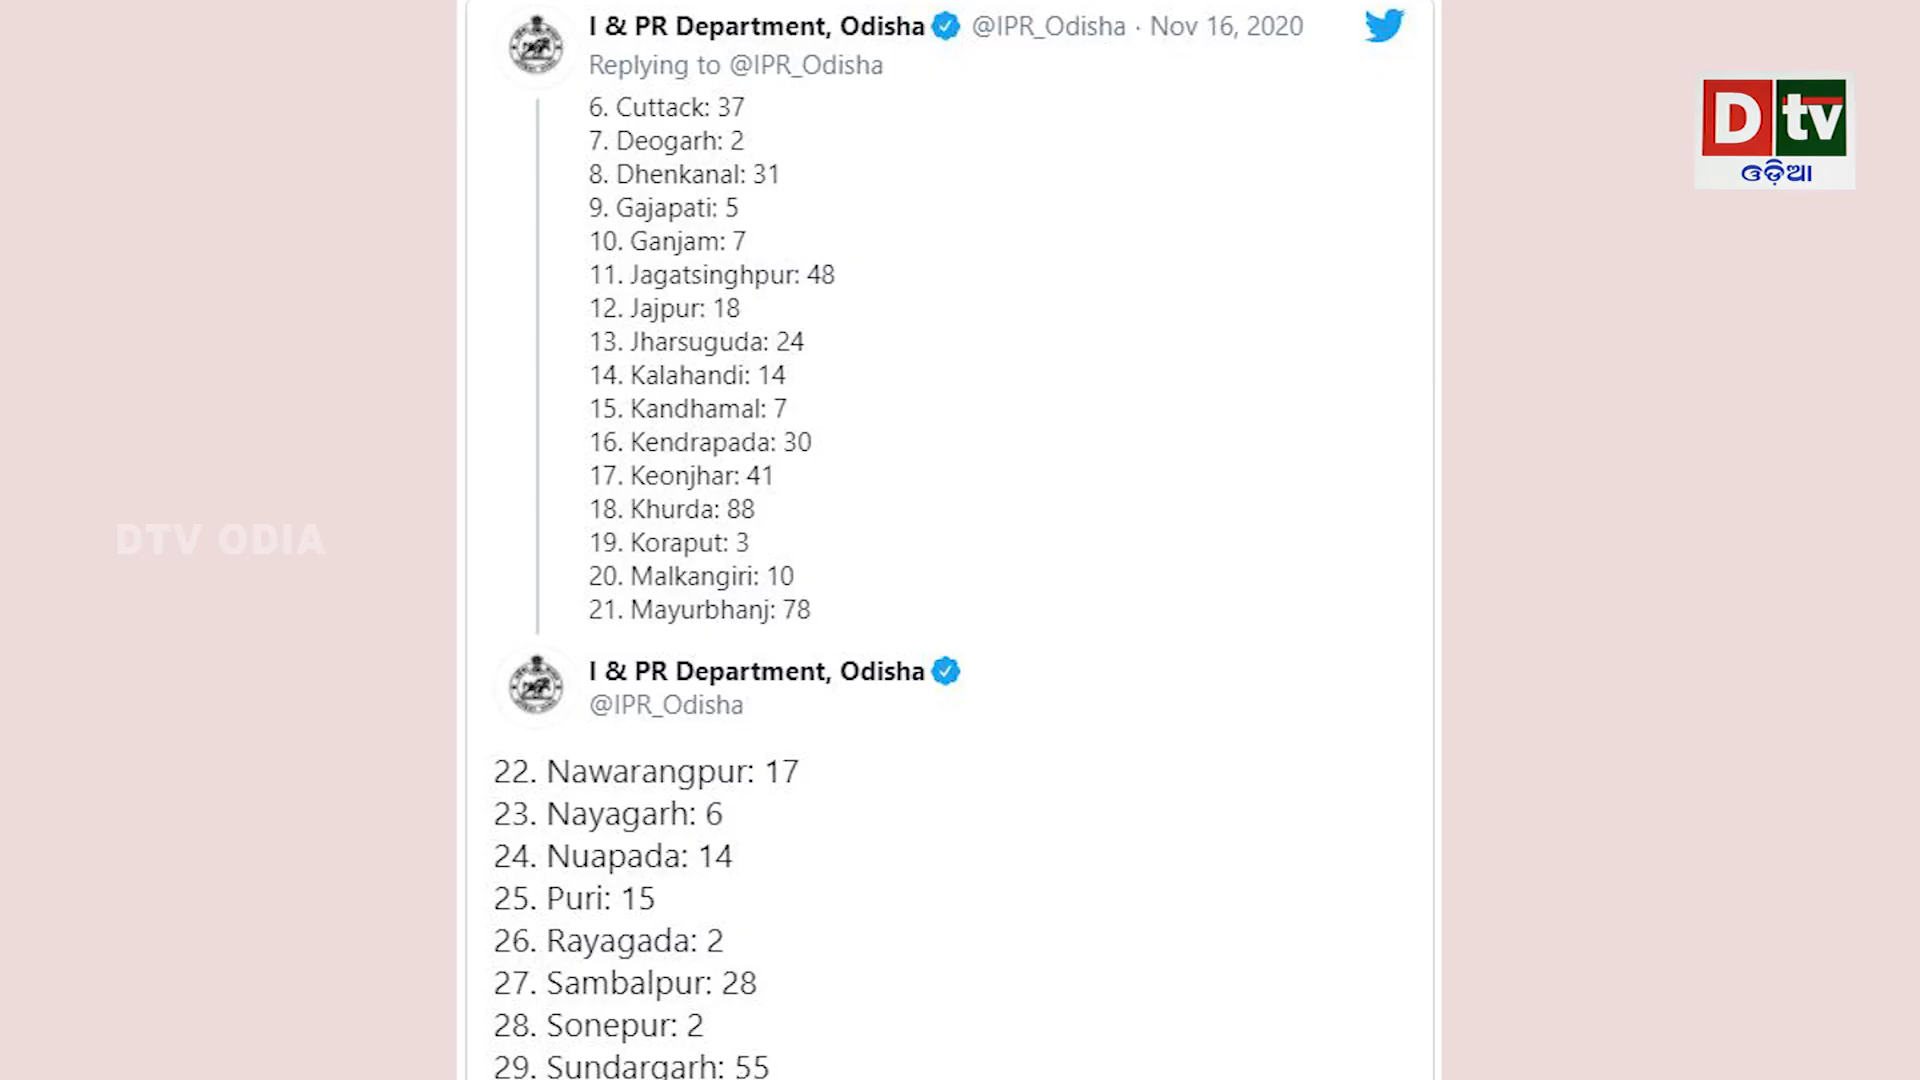 I & PR Department, Odisha @IPR_Odisha · Nov 16, 2020
Replying to @IPR_Odisha
6. Cuttack: 37
7. Deogarh: 2
8. Dhenkanal: 31
9. Gajapati: 5
10. Ganjam: 7
11. Jagatsinghpur: 48
12. Jajpur: 18
13. Jharsuguda: 24
14. Kalahandi: 14
15. Kandhamal: 7
16. Kendrapada: 30
17. Keonjhar: 41
18. Khurda: 88
19. Koraput: 3
20. Malkangiri: 10
21. Mayurbhanj: 78
I & PR Department, Odisha
@IPR_Odisha
22. Nawarangpur: 17
23. Nayagarh: 6
24. Nuapada: 14
25. Puri: 15
26. Rayagada: 2
27. Sambalpur: 28
28. Sonepur: 2
29. Sundargarh: 55
D tv
ଓଡ଼ିଆ
DTV ODIA